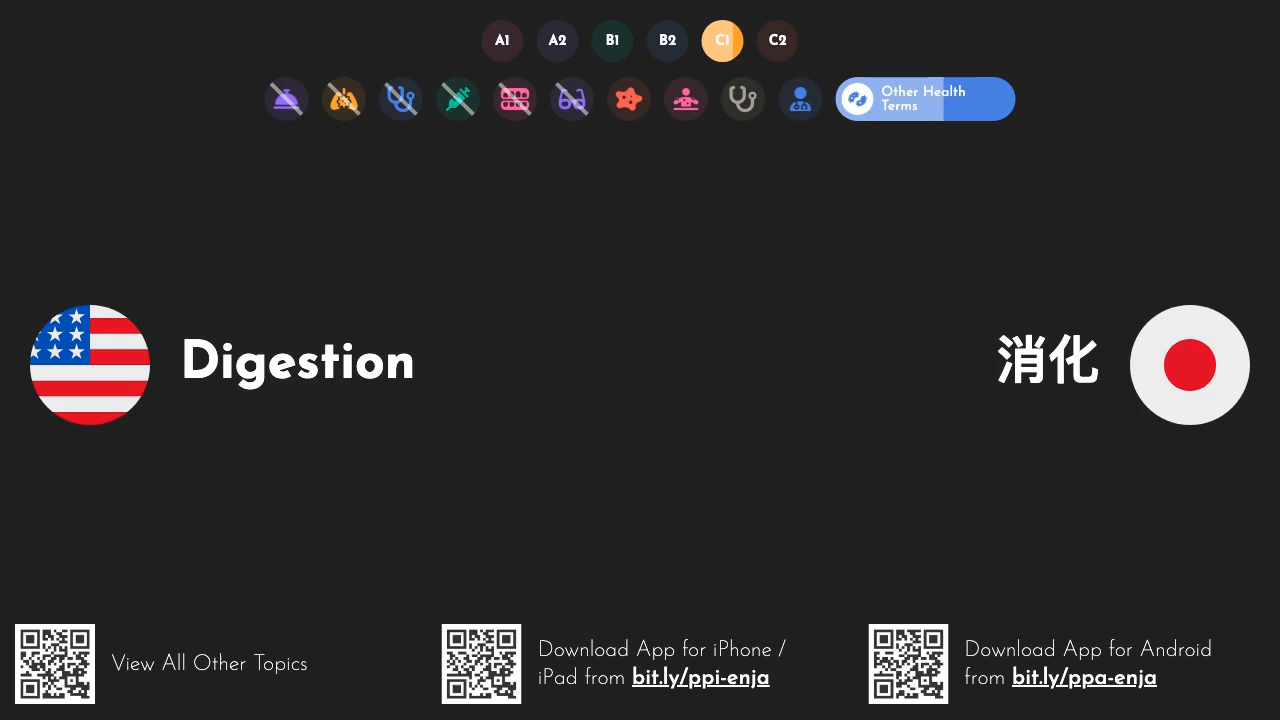 A1 A2 B1 B2 C1 C2
Other Health
Terms
Digestion
消化
View All Other Topics
Download App for iPhone /
iPad from bit.ly/ppi-enja
Download App for Android
from bit.ly/ppa-enja